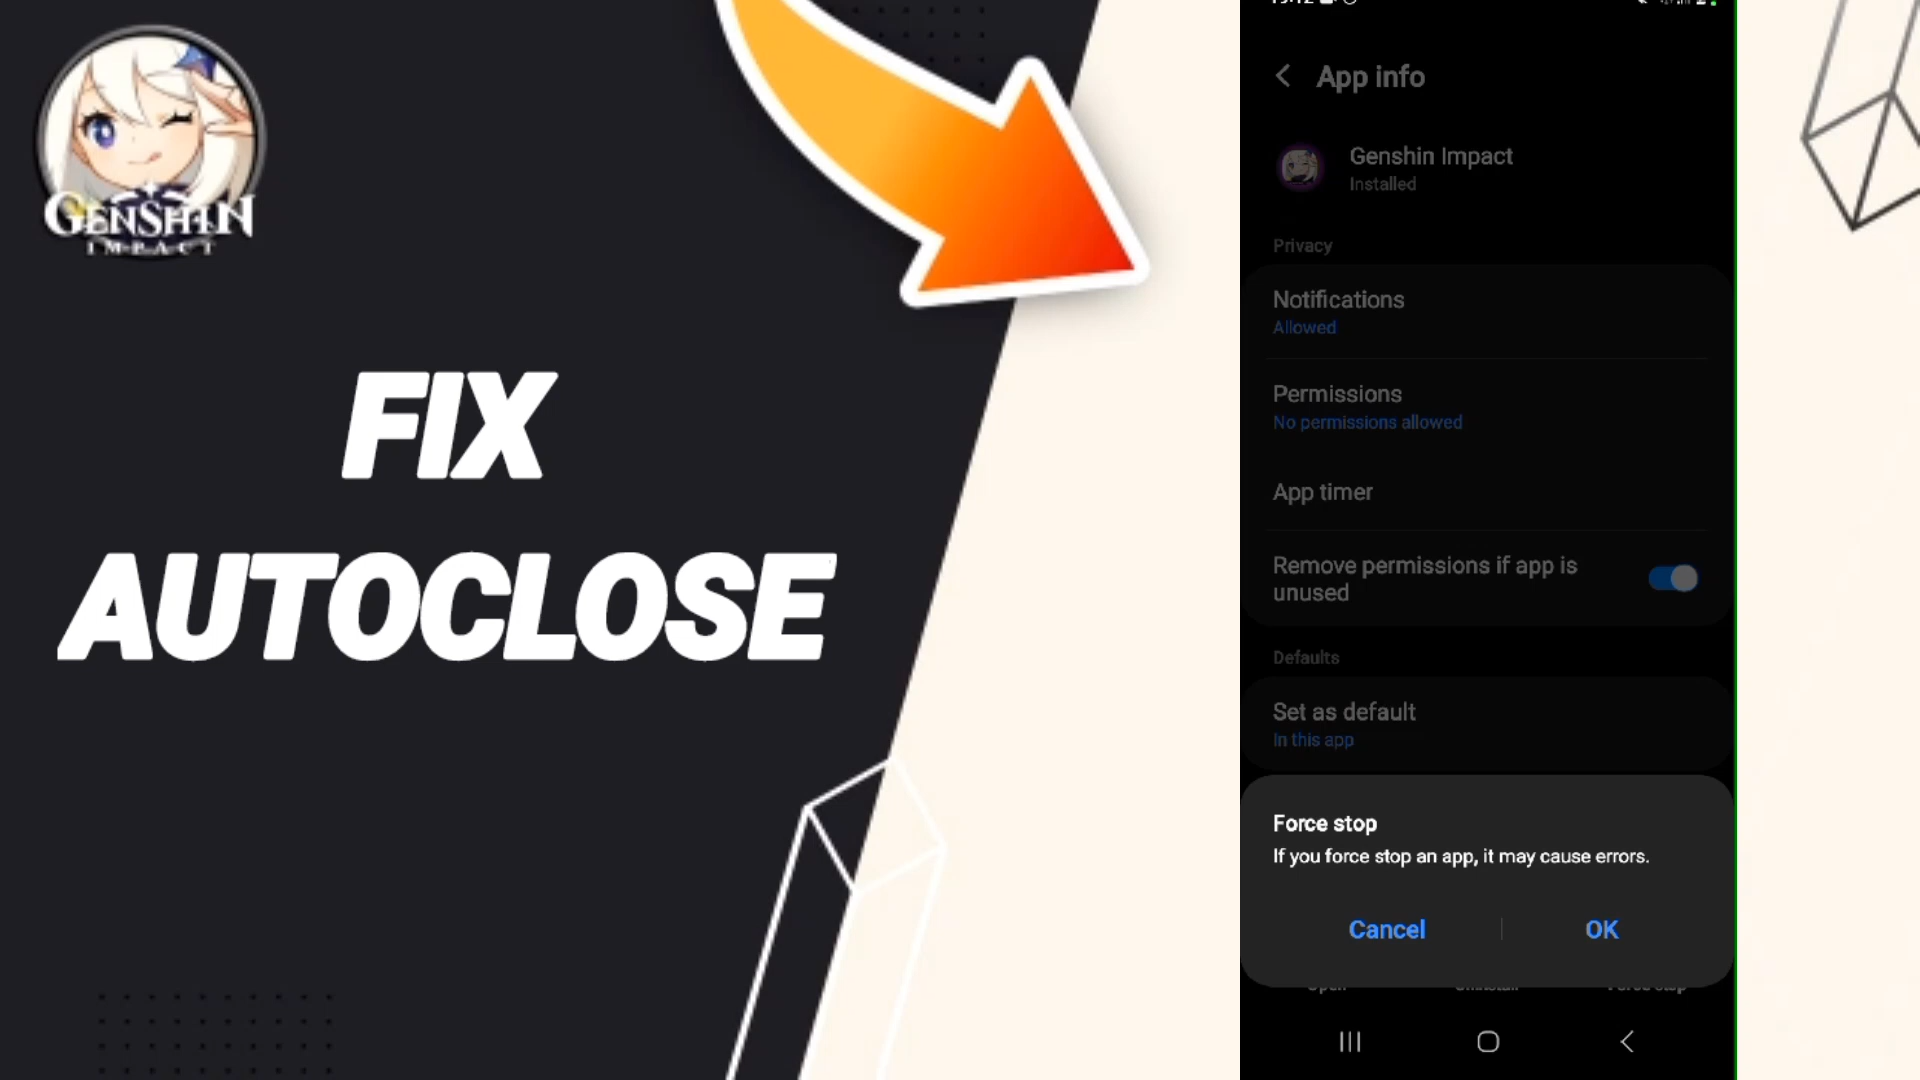 GENSHIN
IMPACT
FIX
AUTOCLOSE
App info
Genshin Impact
Installed
Privacy
Notifications
Allowed
Permissions
No permissions allowed
App timer
Remove permissions if app is
unused
Defaults
Set as default
In this app
Force stop
If you force stop an app, it may cause errors.
Cancel
OK